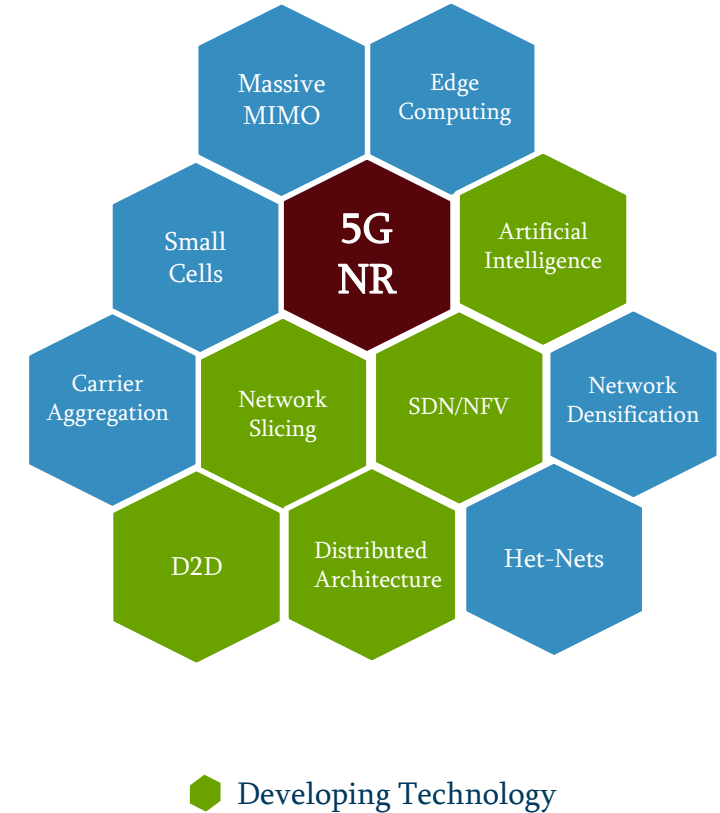 Massive
MIMO
Edge
Computing
Small
Cells
5G
NR
Artificial
Intelligence
Carrier
Aggregation
Network
Slicing
SDN/NFV
Network
Densification
D2D
Distributed
Architecture
Het-Nets
Developing Technology